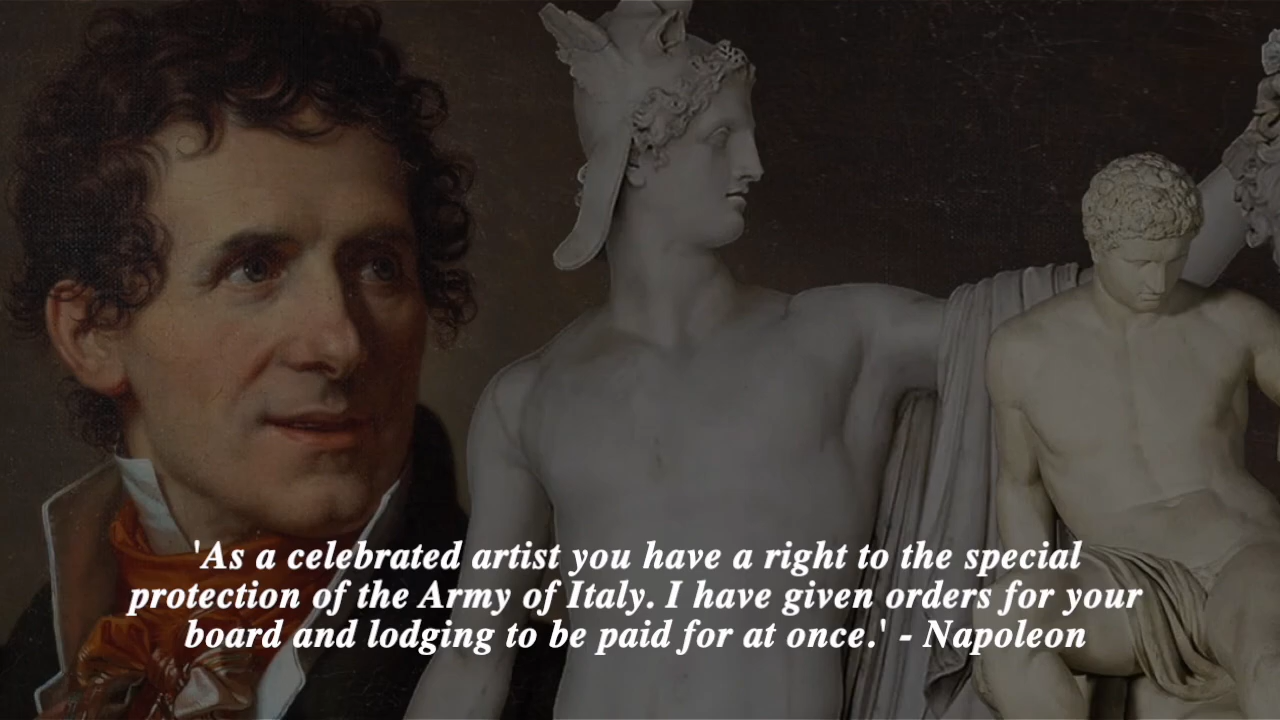 'As a celebrated artist you have a right to the special
protection of the Army of Italy. I have given orders for your
board and lodging to be paid for at once.' - Napoleon